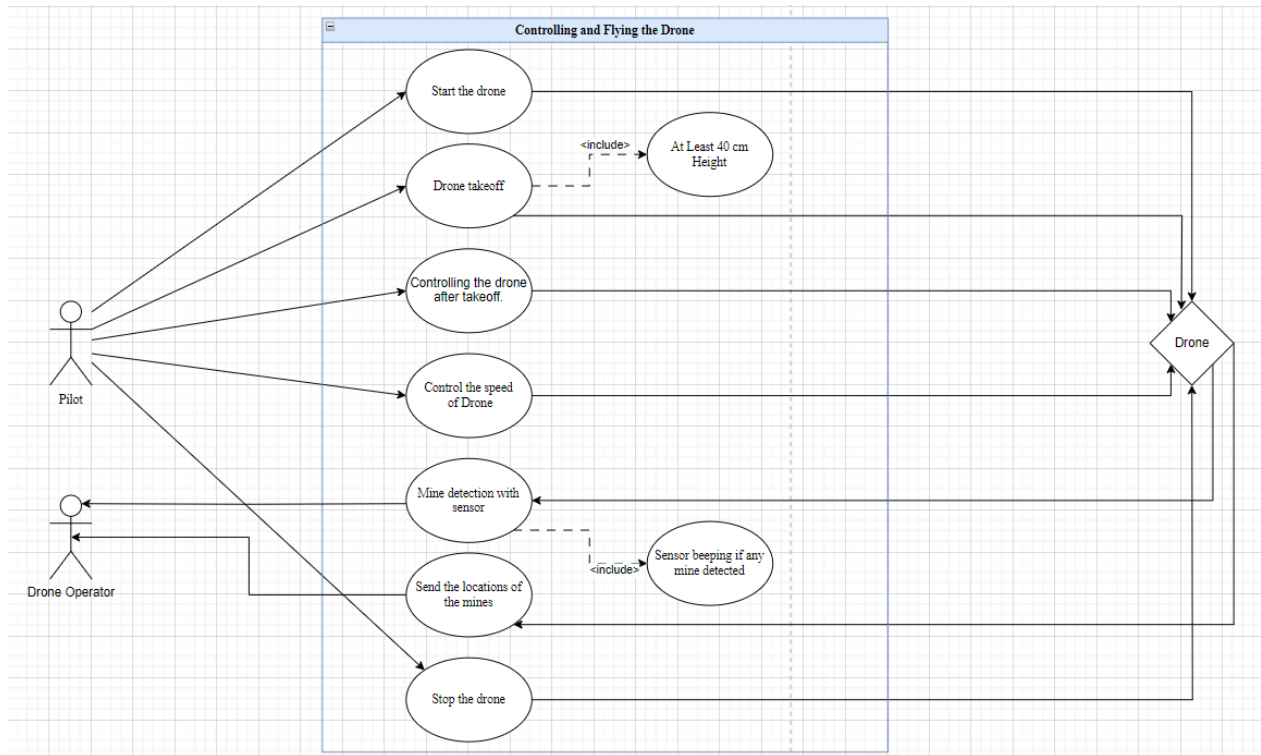 Controlling and Flying the Drone
Start the drone
<include>
At Least 40 cm
Height
Drone takeoff
Controlling the drone
after takeoff.
Drone
Control the speed
of Drone
Pilot
Mine detection with
sensor
Sensor beeping if any
mine detected
<include>
Drone Operator
Send the locations of
the mines
Stop the drone